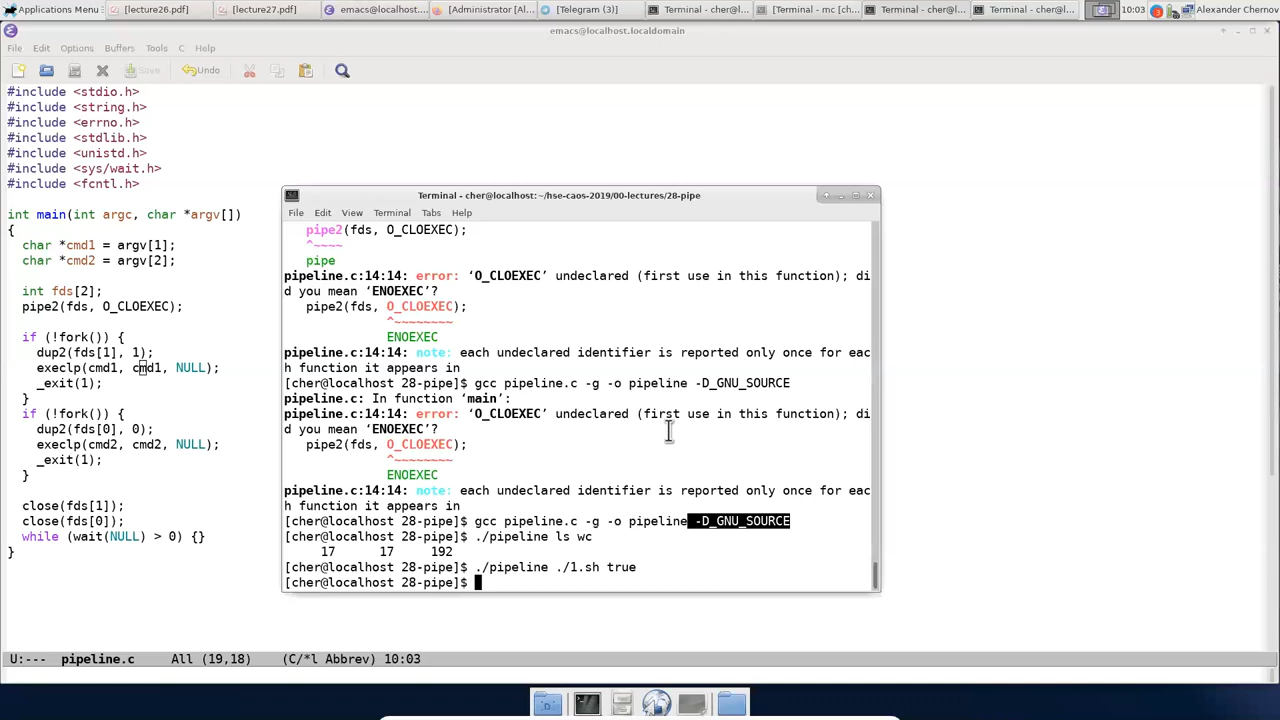 Applications Menu
[lecture26.pdf]
[lecture27.pdf]
emacs@localhost....
[Administrator [Al...
[Telegram (3)]
Terminal - cher@l...
[Terminal - mc [ch...
Terminal - cher@l...
Terminal - cher@l...
10:03
Alexander Chernov
emacs@localhost.localdomain
File Edit Options Buffers Tools C Help
Save Undo
#include <stdio.h>
#include <string.h>
#include <errno.h>
#include <stdlib.h>
#include <unistd.h>
#include <sys/wait.h>
#include <fcntl.h>
int main(int argc, char *argv[])
{
char *cmd1 = argv[1];
char *cmd2 = argv[2];
int fds[2];
pipe2(fds, O_CLOEXEC);
if (!fork()) {
dup2(fds[1], 1);
execlp(cmd1, cmd1, NULL);
_exit(1);
}
if (!fork()) {
dup2(fds[0], 0);
execlp(cmd2, cmd2, NULL);
_exit(1);
}
close(fds[1]);
close(fds[0]);
while (wait(NULL) > 0) {}
}
U:--- pipeline.c All (19,18) (C/*l Abbrev) 10:03
Terminal - cher@localhost:~/hse-caos-2019/00-lectures/28-pipe
File Edit View Terminal Tabs Help
pipe2(fds, O_CLOEXEC);
^~~~~
pipe
pipeline.c:14:14: error: ‘O_CLOEXEC’ undeclared (first use in this function); di
d you mean ‘ENOEXEC’?
pipe2(fds, O_CLOEXEC);
^~~~~~~~~
ENOEXEC
pipeline.c:14:14: note: each undeclared identifier is reported only once for eac
h function it appears in
[cher@localhost 28-pipe]$ gcc pipeline.c -g -o pipeline -D_GNU_SOURCE
pipeline.c: In function ‘main’:
pipeline.c:14:14: error: ‘O_CLOEXEC’ undeclared (first use in this function); di
d you mean ‘ENOEXEC’?
pipe2(fds, O_CLOEXEC);
^~~~~~~~~
ENOEXEC
pipeline.c:14:14: note: each undeclared identifier is reported only once for eac
h function it appears in
[cher@localhost 28-pipe]$ gcc pipeline.c -g -o pipeline -D_GNU_SOURCE
[cher@localhost 28-pipe]$ ./pipeline ls wc
17 17 192
[cher@localhost 28-pipe]$ ./pipeline ./1.sh true
[cher@localhost 28-pipe]$